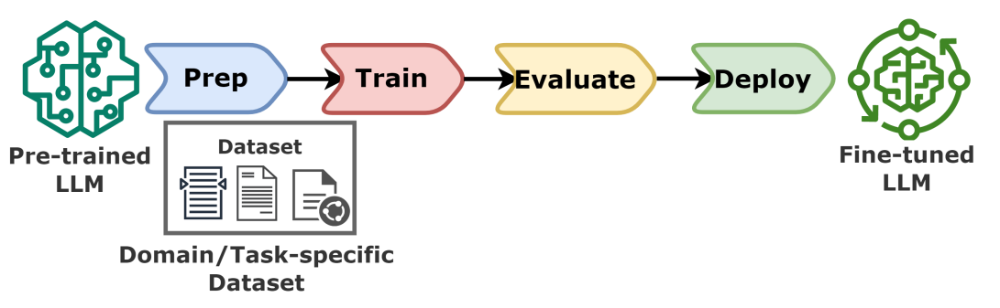 Prep
Train
Evaluate
Deploy
Pre-trained
LLM
Dataset
Domain/Task-specific
Dataset
Fine-tuned
LLM